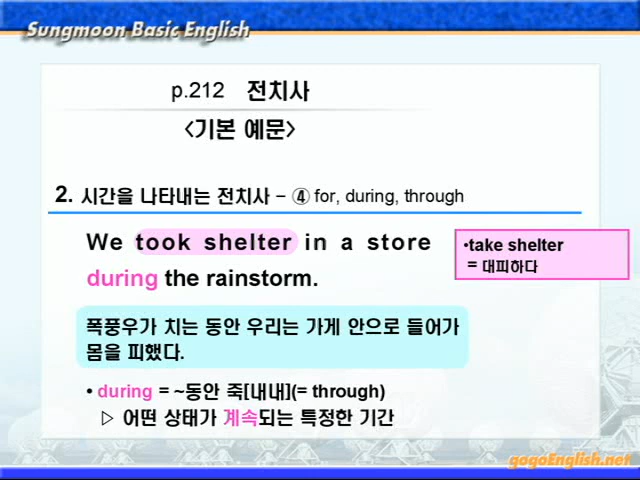 Sungmoon Basic English
p.212 전치사
<기본 예문>
2. 시간을 나타내는 전치사 - ④ for, during, through
We took shelter in a store
during the rainstorm.
•take shelter
= 대피하다
폭풍우가 치는 동안 우리는 가게 안으로 들어가
몸을 피했다.
• during = ~동안 죽[내내](= through)
▷ 어떤 상태가 계속되는 특정한 기간
gogoEnglish.net